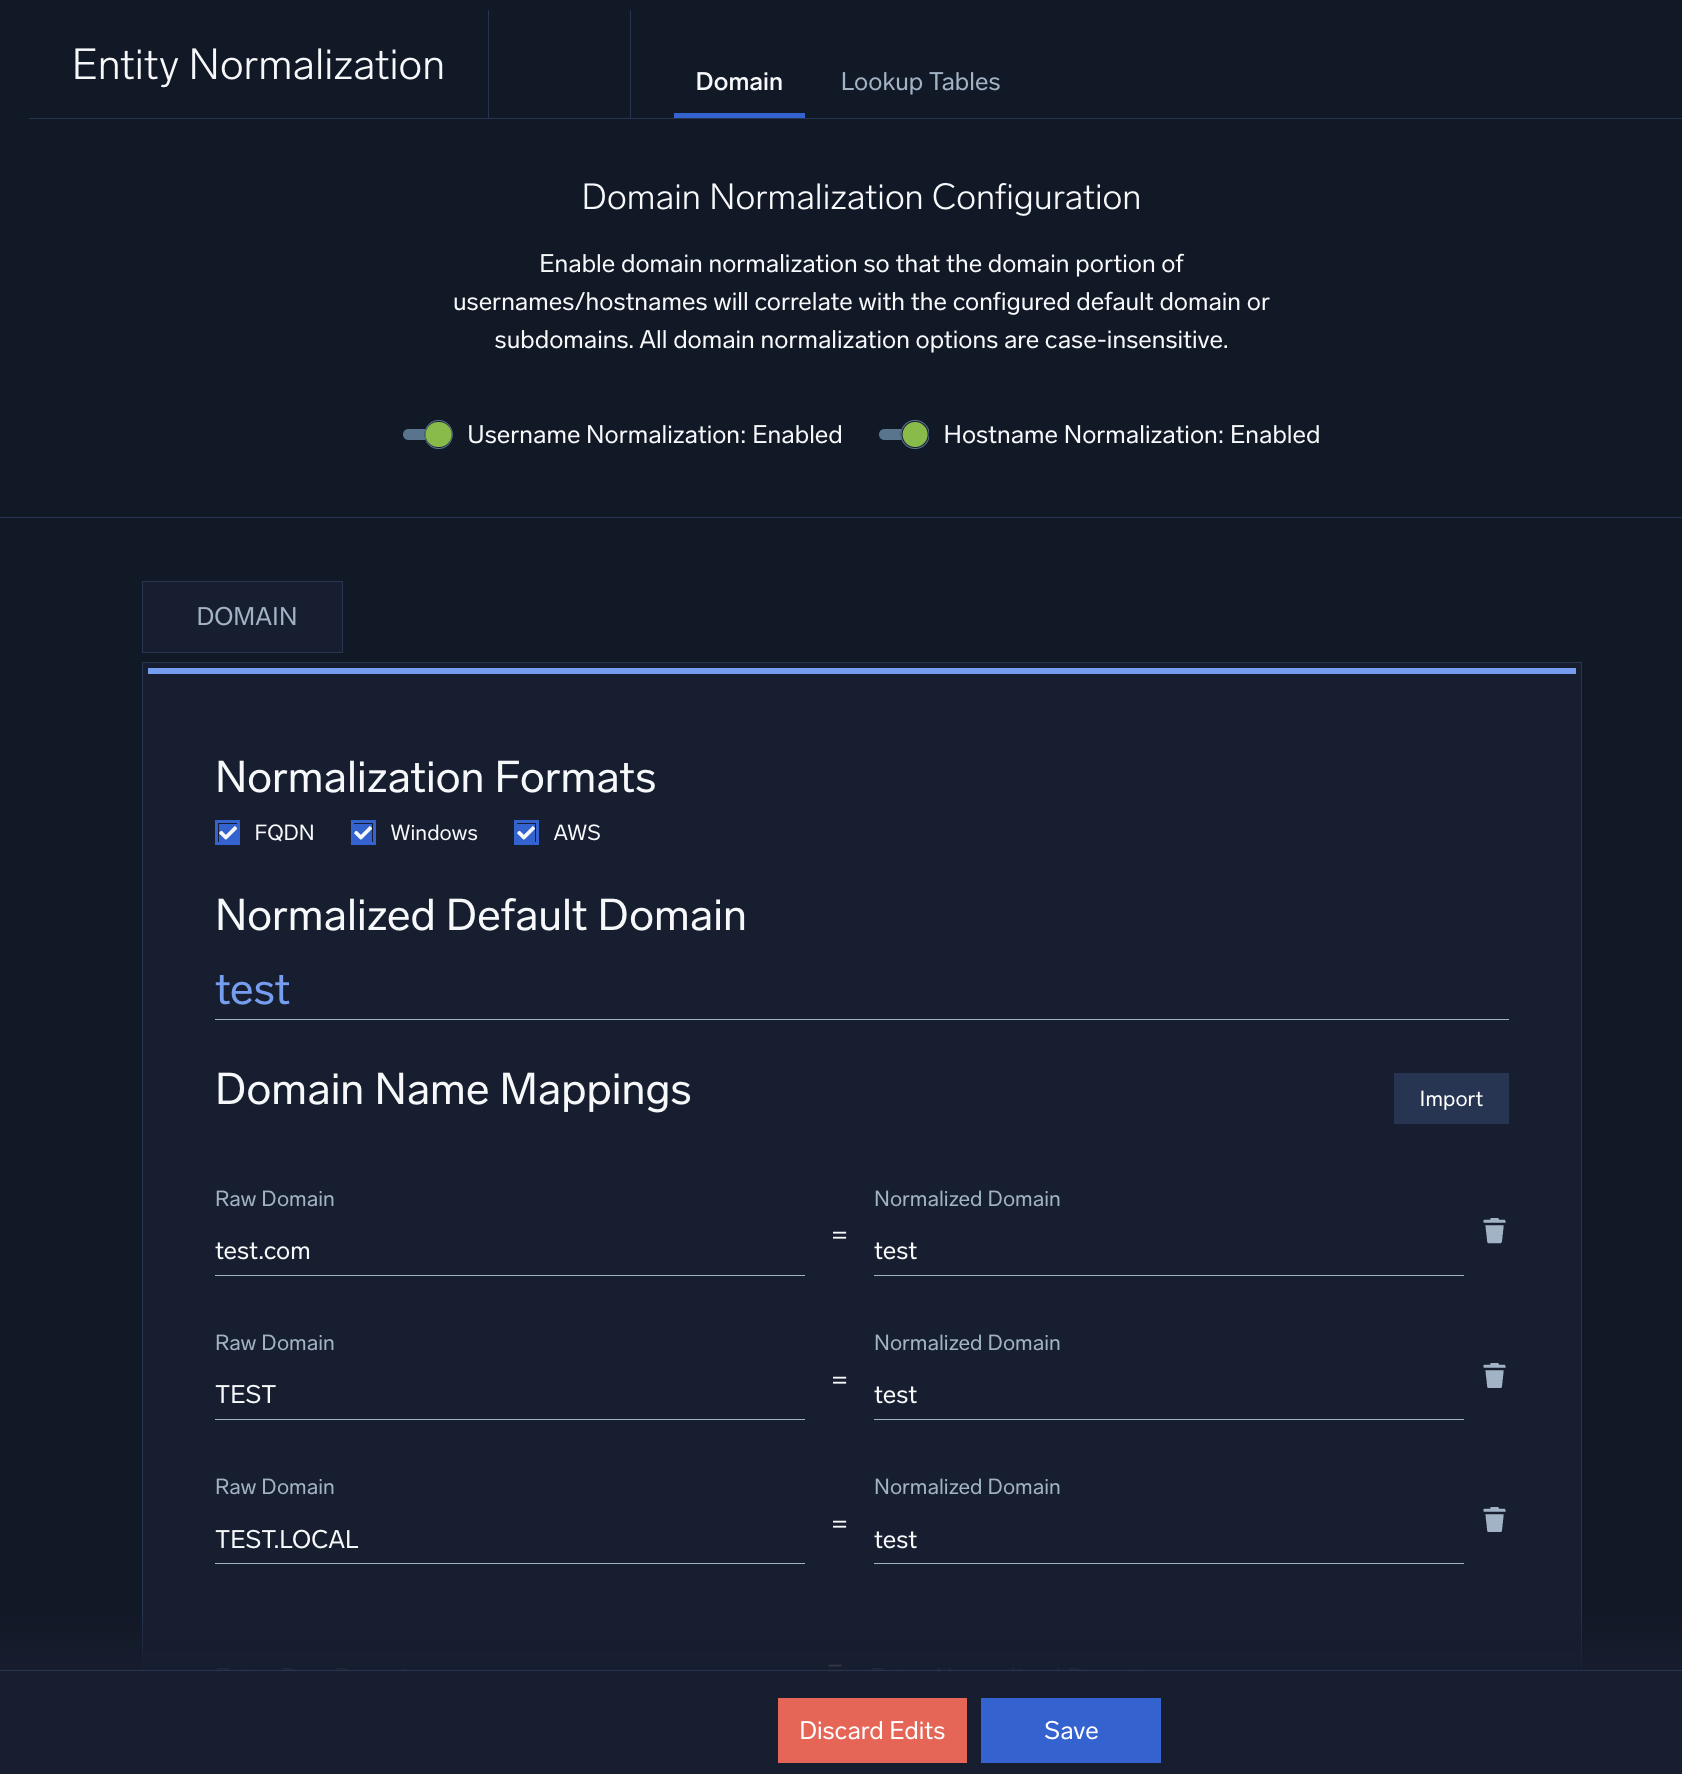 Entity Normalization
Domain
Lookup Tables
Domain Normalization Configuration
Enable domain normalization so that the domain portion of
usernames/hostnames will correlate with the configured default domain or
subdomains. All domain normalization options are case-insensitive.
Username Normalization: Enabled
Hostname Normalization: Enabled
DOMAIN
Normalization Formats
FQDN
Windows
AWS
Normalized Default Domain
test
Domain Name Mappings
Import
Raw Domain
Normalized Domain
test.com
=
test
Raw Domain
Normalized Domain
TEST
=
test
Raw Domain
Normalized Domain
TEST.LOCAL
=
test
Discard Edits
Save